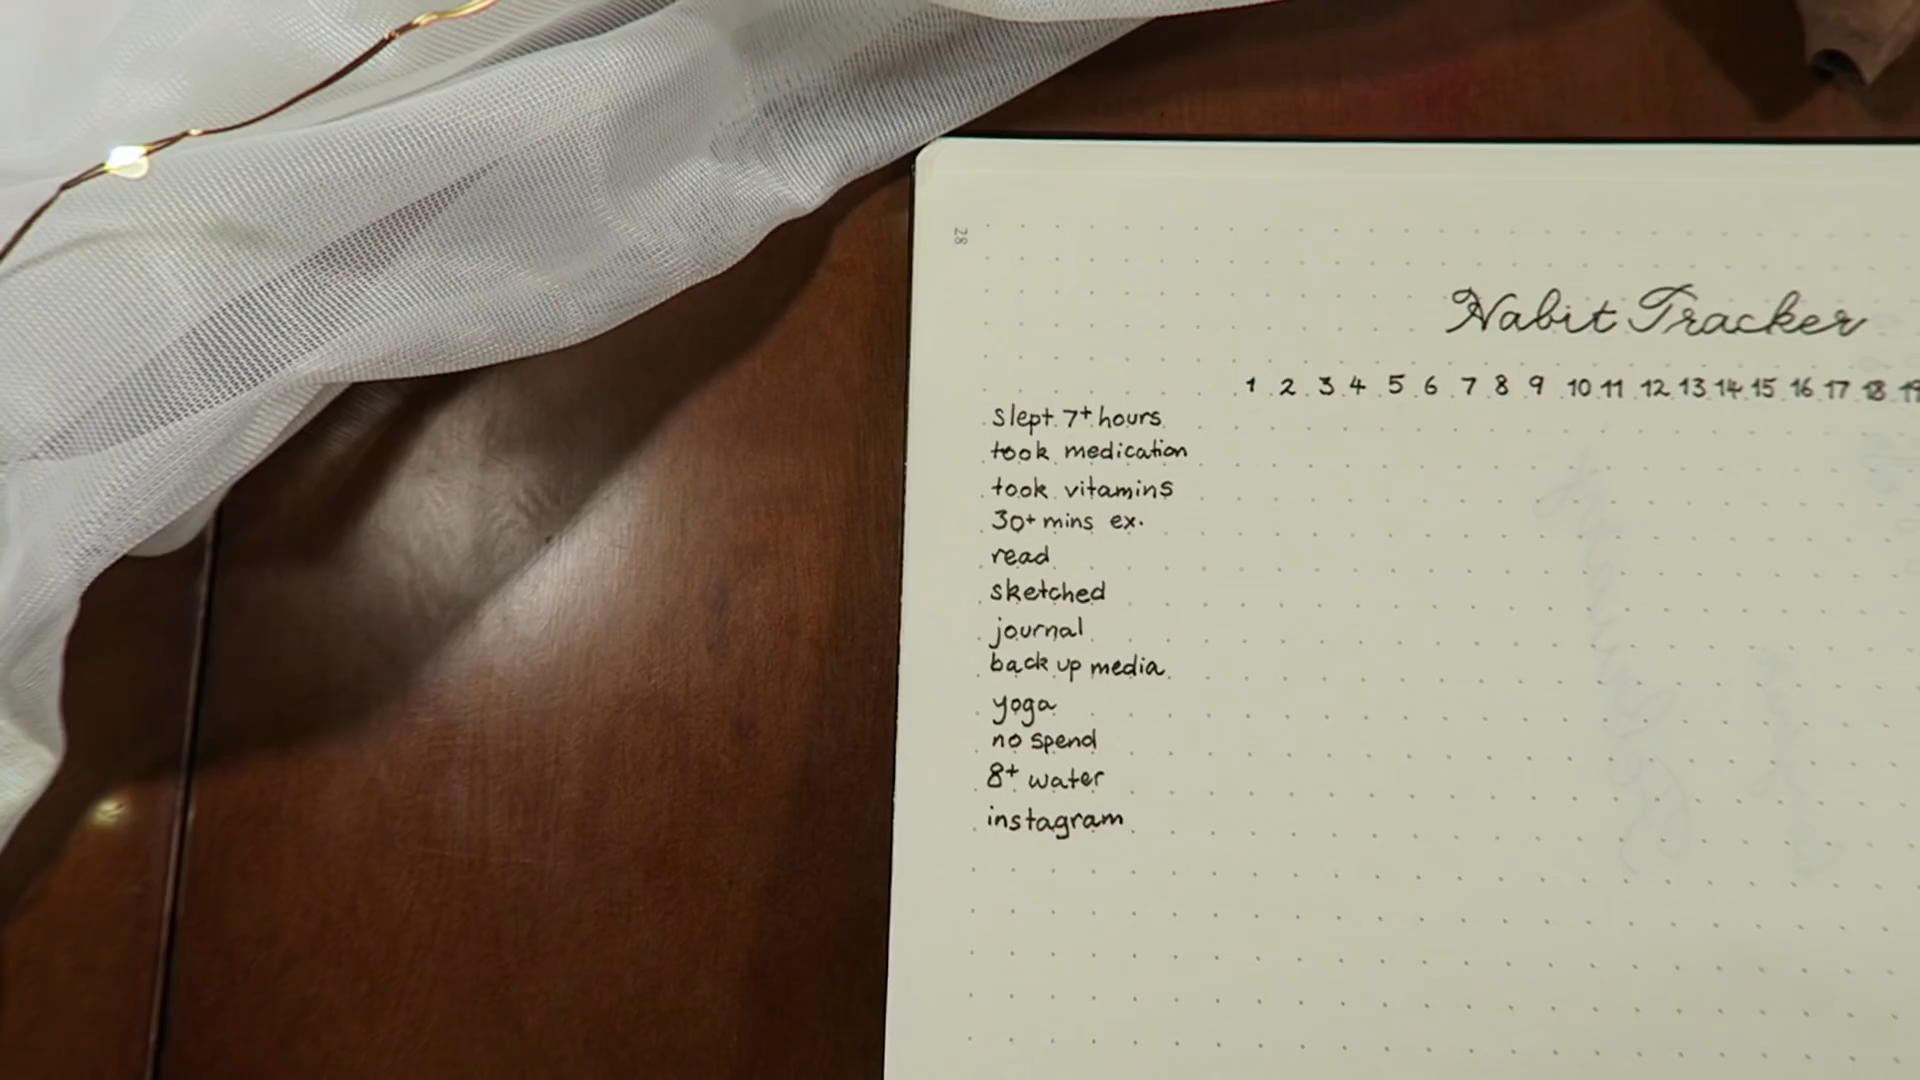 28
Habit Tracker
1 2 3 4 5 6 7 8 9 10 11 12 13 14 15 16 17 18 19
slept 7+ hours
took medication
took vitamins
30+ mins ex.
read
sketched
journal
back up media
yoga
no spend
8+ water
instagram